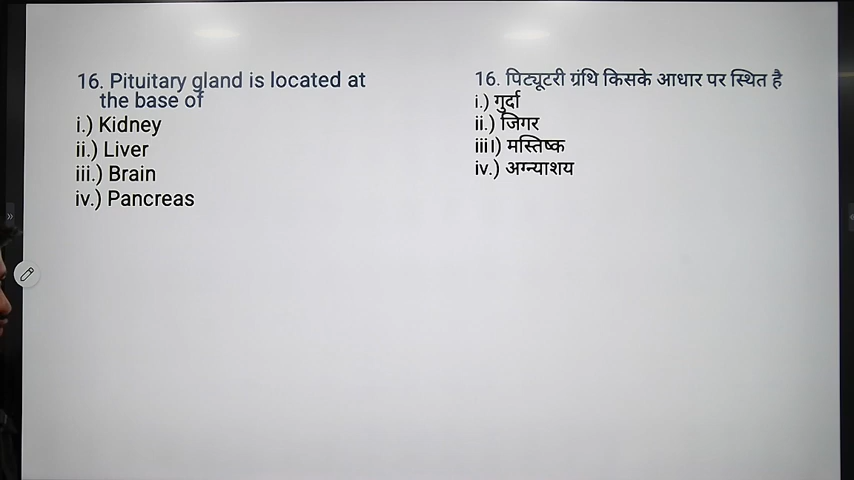 16. Pituitary gland is located at
the base of
i.) Kidney
ii.) Liver
iii.) Brain
iv.) Pancreas
16. पिट्यूटरी ग्रंथि किसके आधार पर स्थित है
i.) गुर्दा
ii.) जिगर
iii।) मस्तिष्क
iv.) अग्न्याशय